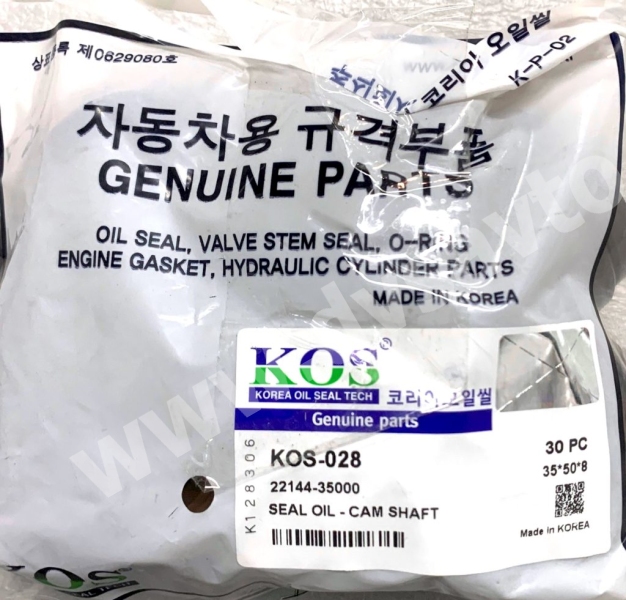 상표등록 제0629080호
코리아 오일씰
K-P-02
자동차용 규격부품
GENUINE PARTS
OIL SEAL, VALVE STEM SEAL, O-RING
ENGINE GASKET, HYDRAULIC CYLINDER PARTS
MADE IN KOREA
KOS®
KOREA OIL SEAL TECH 코리아오일씰
Genuine parts
K128306
KOS-028
30 PC
35*50*8
22144-35000
SEAL OIL - CAM SHAFT
Made in KOREA
KOS